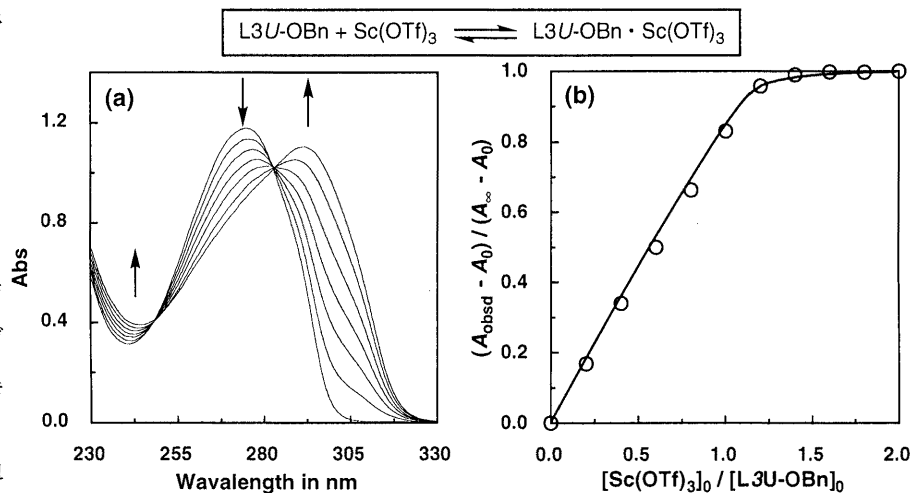 L3U-OBn + Sc(OTf)3 ⇌ L3U-OBn · Sc(OTf)3
(a)
(b)
1.2
0.8
0.4
0.0
Abs
230 255 280 305 330
Wavalength in nm
1.0
0.8
0.6
0.4
0.2
0.0
(Aobsd - A0) / (A∞ - A0)
0.0 0.5 1.0 1.5 2.0
[Sc(OTf)3]0 / [L3U-OBn]0